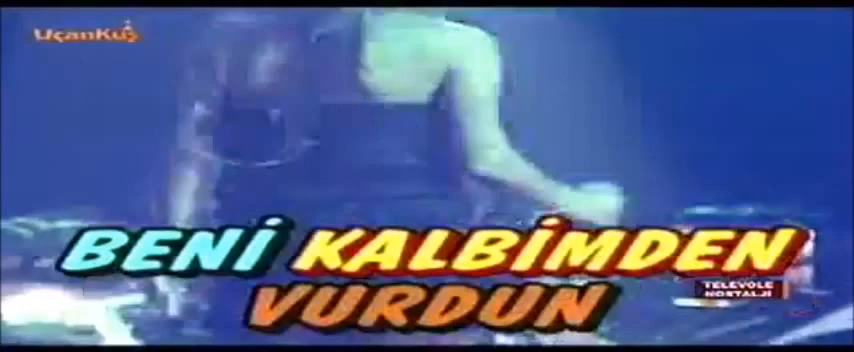 UçanKuş
BENİ KALBİMDEN
VURDUN
TELEVOLE
NOSTALJİ